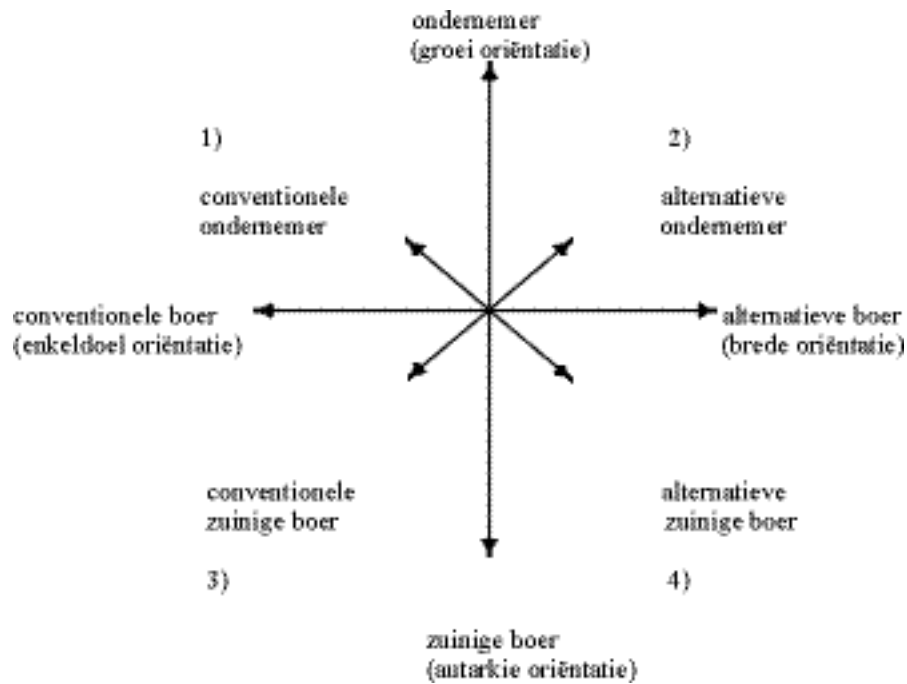 ondernemer
(groei oriëntatie)
1)
2)
conventionele
ondernemer
alternatieve
ondernemer
conventionele boer
(enkeldoel oriëntatie)
alternatieve boer
(brede oriëntatie)
conventionele
zuinige boer
alternatieve
zuinige boer
3)
4)
zuinige boer
(autarkie oriëntatie)